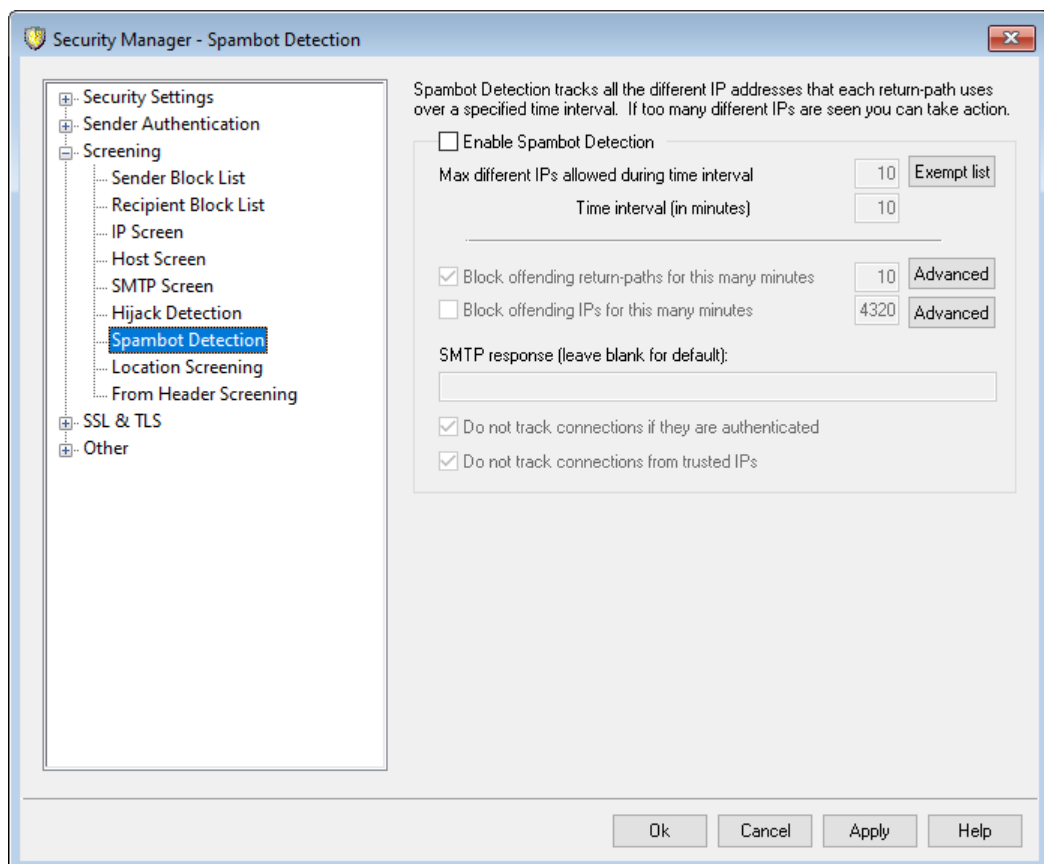 Security Manager - Spambot Detection
Security Settings
Sender Authentication
Screening
Sender Block List
Recipient Block List
IP Screen
Host Screen
SMTP Screen
Hijack Detection
Spambot Detection
Location Screening
From Header Screening
SSL & TLS
Other
Spambot Detection tracks all the different IP addresses that each return-path uses
over a specified time interval.  If too many different IPs are seen you can take action.
Enable Spambot Detection
Max different IPs allowed during time interval 10 Exempt list
Time interval (in minutes) 10
Block offending return-paths for this many minutes 10 Advanced
Block offending IPs for this many minutes 4320 Advanced
SMTP response (leave blank for default):
Do not track connections if they are authenticated
Do not track connections from trusted IPs
Ok Cancel Apply Help